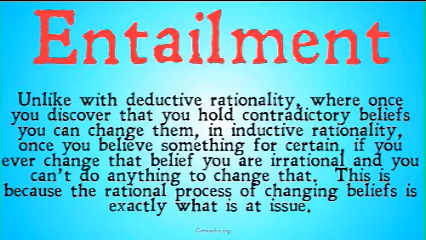 Entailment
Unlike with deductive rationality, where once
you discover that you hold contradictory beliefs
you can change them, in inductive rationality,
once you believe something for certain, if you
ever change that belief you are irrational and you
can't do anything to change that. This is
because the rational process of changing beliefs is
exactly what is at issue.